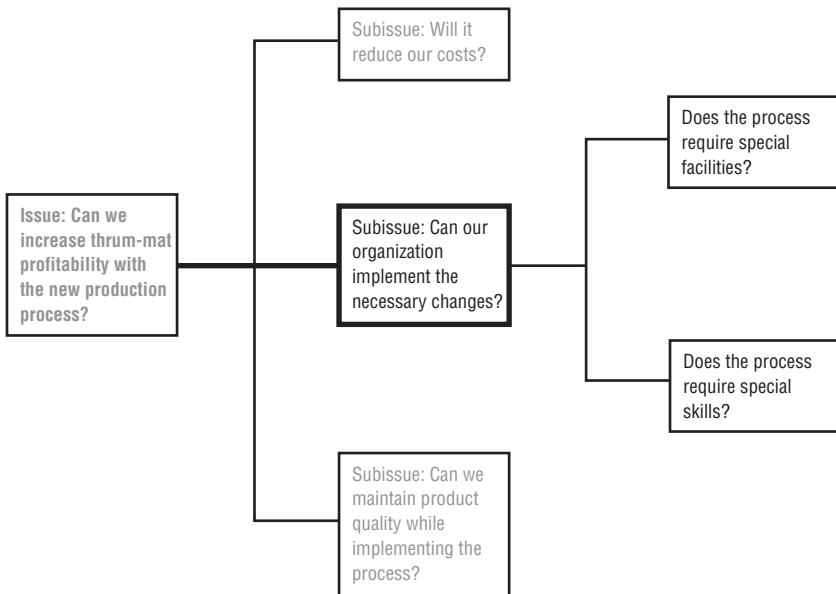 Issue: Can we
increase thrum-mat
profitability with
the new production
process?
Subissue: Will it
reduce our costs?
Subissue: Can our
organization
implement the
necessary changes?
Subissue: Can we
maintain product
quality while
implementing the
process?
Does the process
require special
facilities?
Does the process
require special
skills?